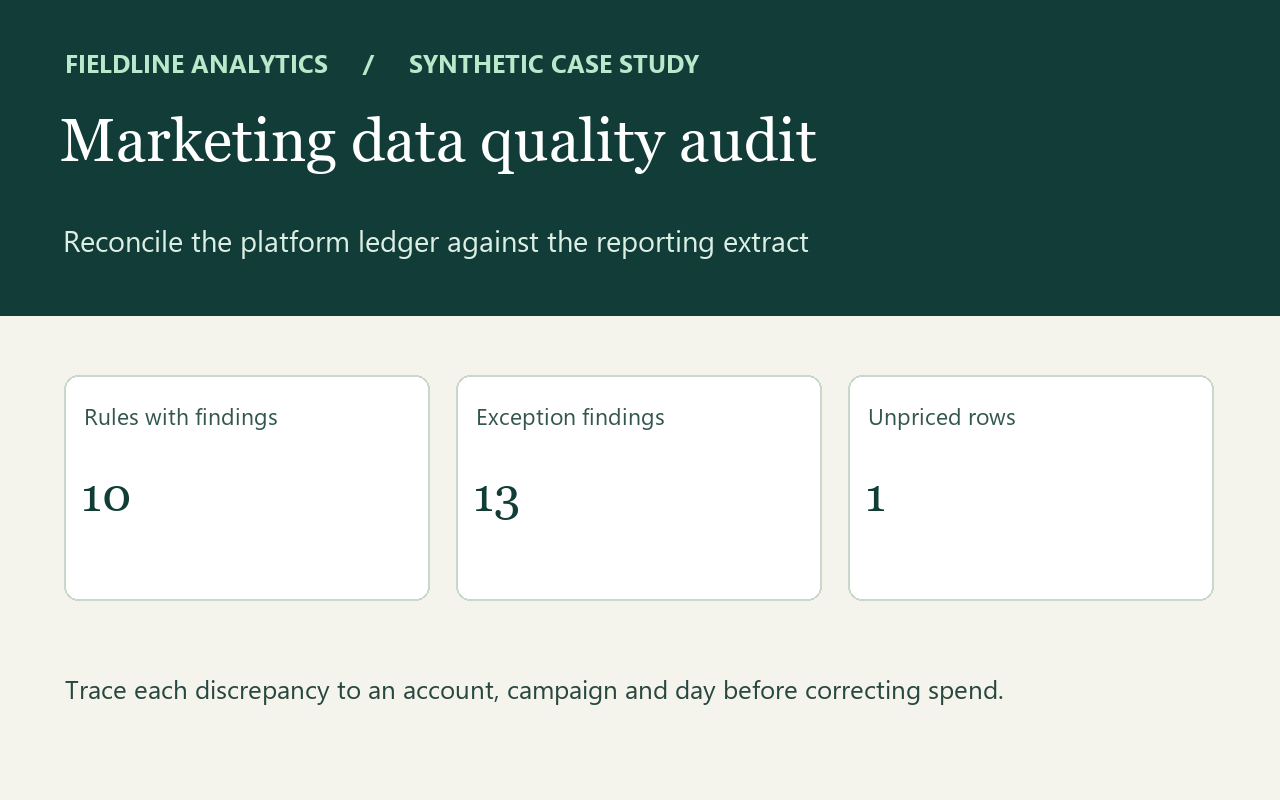 FIELDLINE ANALYTICS / SYNTHETIC CASE STUDY
Marketing data quality audit
Reconcile the platform ledger against the reporting extract
Rules with findings
10
Exception findings
13
Unpriced rows
1
Trace each discrepancy to an account, campaign and day before correcting spend.